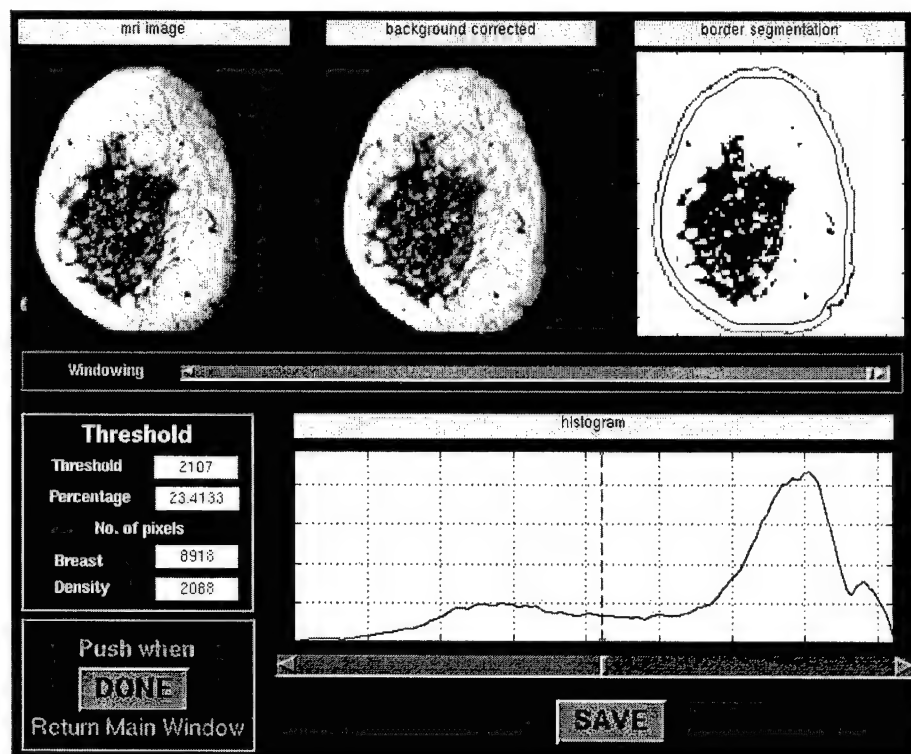 mri image
background corrected
border segmentation
Windowing
histogram
Threshold
Threshold 2107
Percentage 23.4133
No. of pixels
Breast 8918
Density 2088
Push when
DONE
Return Main Window
SAVE